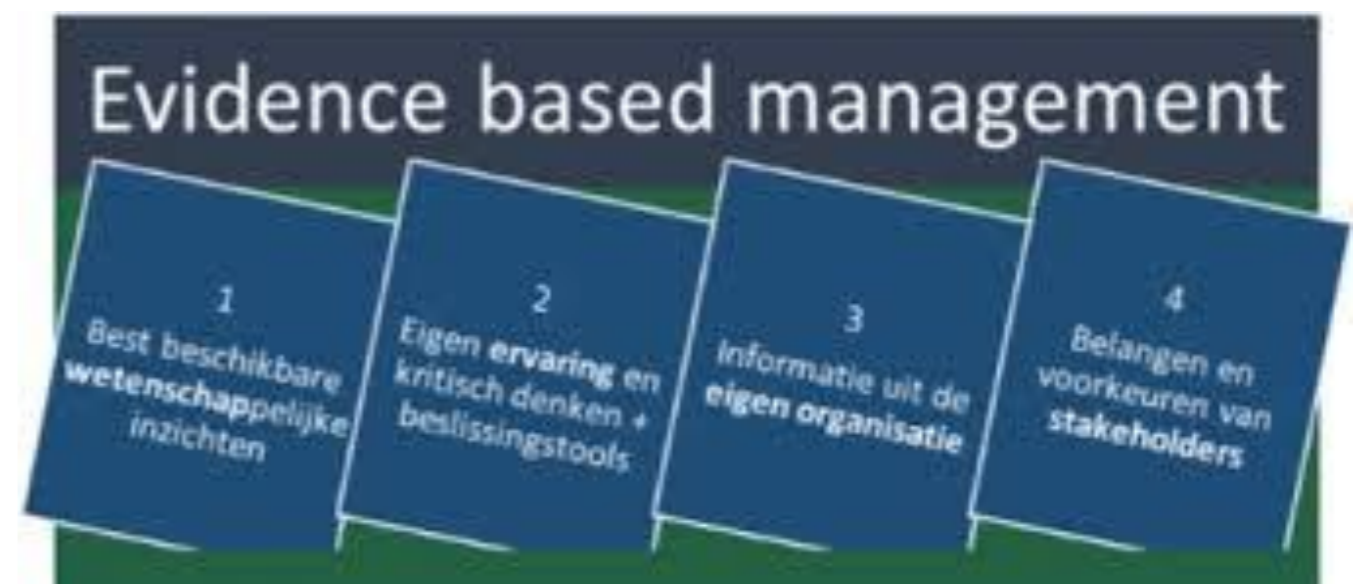 Evidence based management
1
Best beschikbare
wetenschappelijke
inzichten
2
Eigen ervaring en
kritisch denken +
beslissingstools
3
Informatie uit de
eigen organisatie
4
Belangen en
voorkeuren van
stakeholders